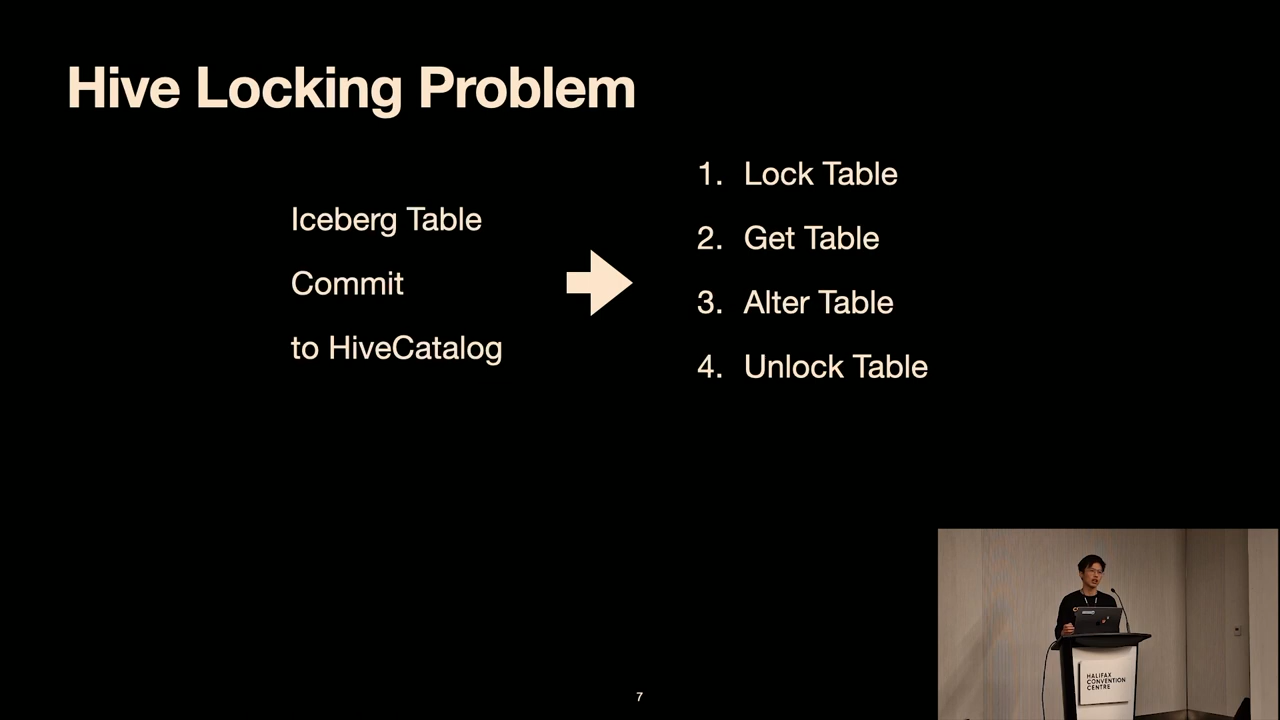 Hive Locking Problem
Iceberg Table
Commit
to HiveCatalog
1. Lock Table
2. Get Table
3. Alter Table
4. Unlock Table
HALIFAX
CONVENTION
CENTRE
7